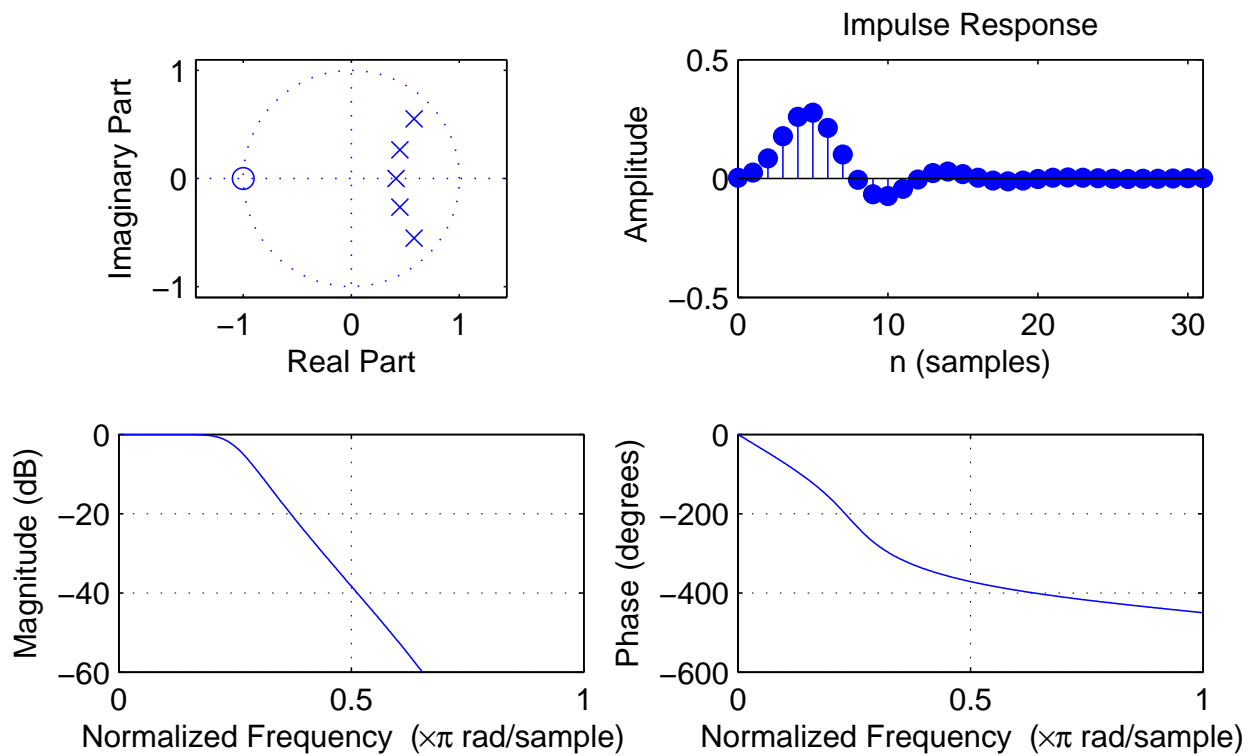 1
0
−1
−1 0 1
Imaginary Part
Real Part
Impulse Response
0.5
0
−0.5
0 10 20 30
Amplitude
n (samples)
0
−20
−40
−60
0 0.5 1
Magnitude (dB)
Normalized Frequency (×π rad/sample)
0
−200
−400
−600
0 0.5 1
Phase (degrees)
Normalized Frequency (×π rad/sample)